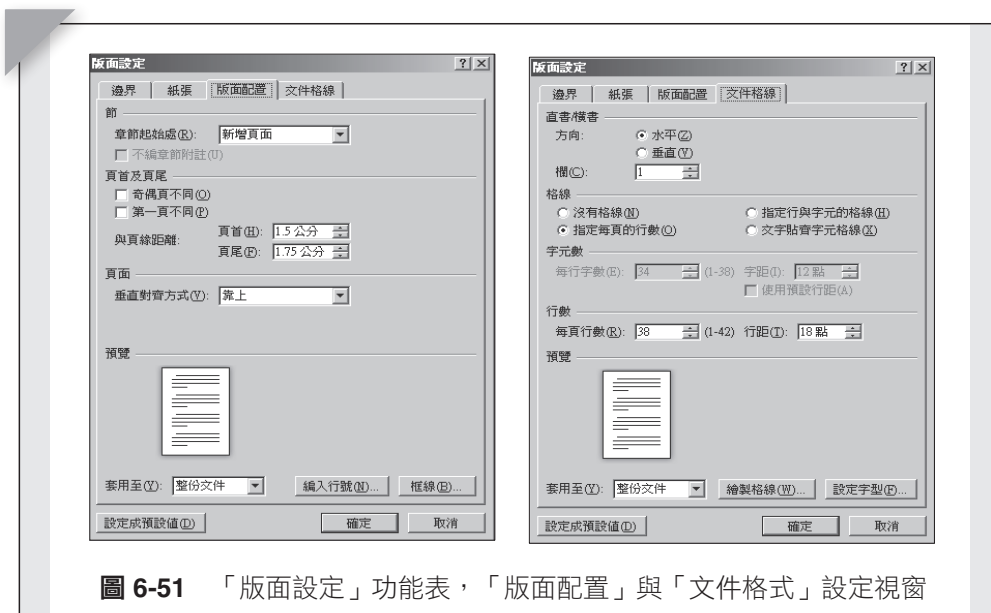 版面設定
邊界 紙張 版面配置 文件格線
節
章節起始處(R): 新增頁面
不編章節附註(U)
頁首及頁尾
奇偶頁不同(O)
第一頁不同(P)
與頁緣距離: 頁首(H): 1.5 公分
頁尾(F): 1.75 公分
頁面
垂直對齊方式(V): 靠上
預覽
套用至(Y): 整份文件 編入行號(N)... 框線(B)...
設定成預設值(D) 確定 取消
版面設定
邊界 紙張 版面配置 文件格線
直書/橫書
方向: 水平(Z)
垂直(V)
欄(C): 1
格線
沒有格線(N) 指定行與字元的格線(H)
指定每頁的行數(O) 文字貼齊字元格線(X)
字元數
每行字數(E): 34 (1-38) 字距(I): 12 點
使用預設行距(A)
行數
每頁行數(R): 38 (1-42) 行距(T): 18 點
預覽
套用至(Y): 整份文件 繪製格線(W)... 設定字型(F)...
設定成預設值(D) 確定 取消
圖 6-51 「版面設定」功能表，「版面配置」與「文件格式」設定視窗